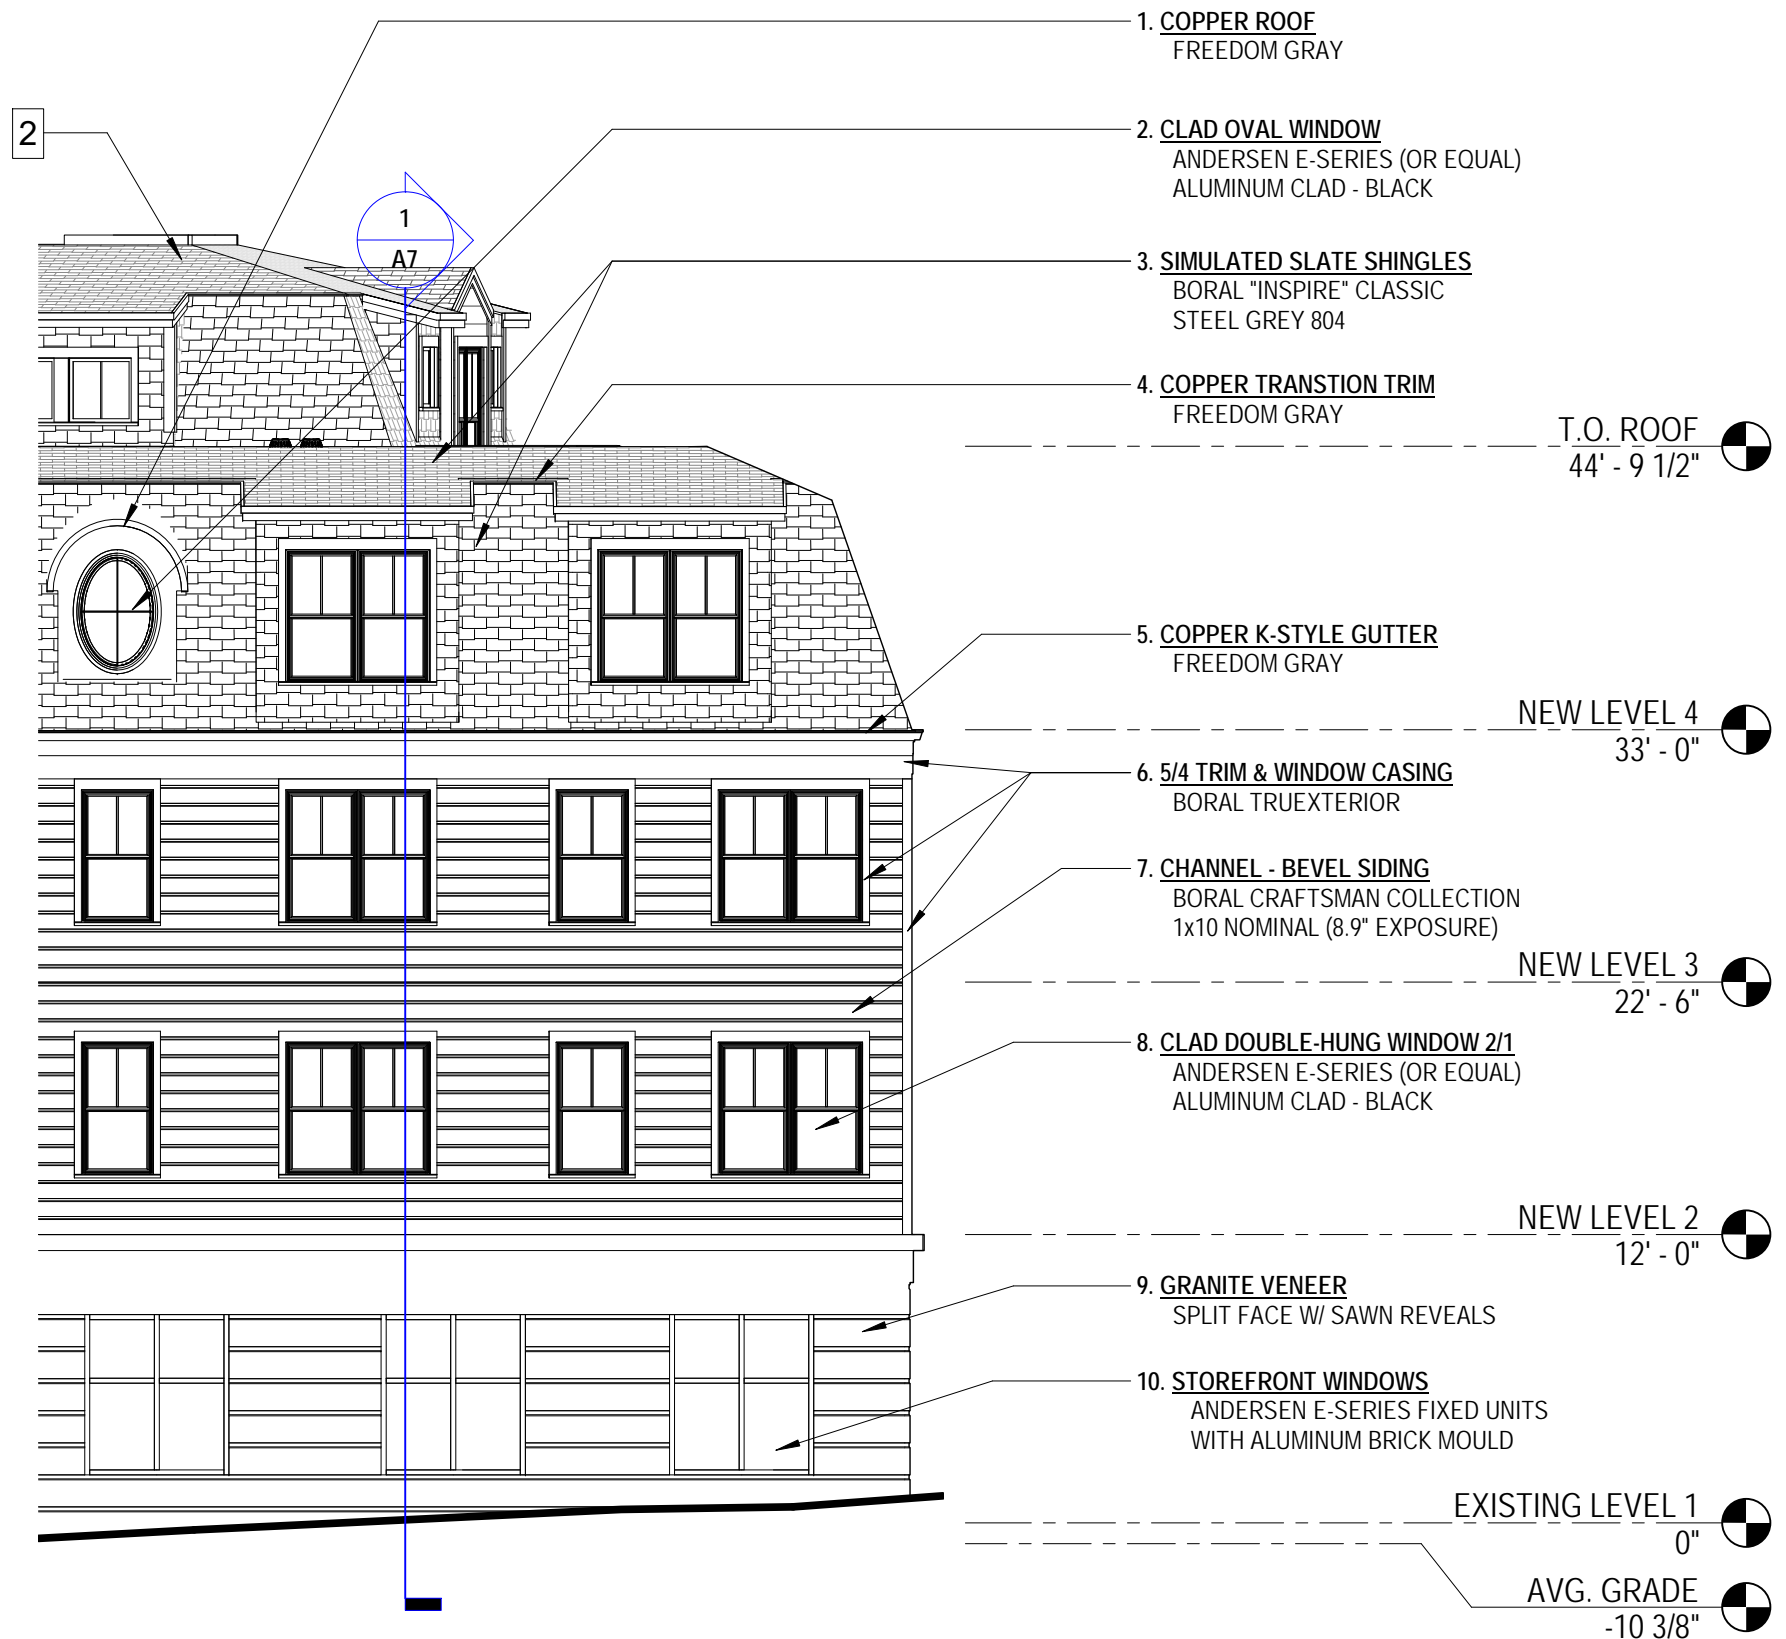 1. COPPER ROOF
FREEDOM GRAY
2
2. CLAD OVAL WINDOW
ANDERSEN E-SERIES (OR EQUAL)
ALUMINUM CLAD - BLACK
1
A7
3. SIMULATED SLATE SHINGLES
BORAL "INSPIRE" CLASSIC
STEEL GREY 804
4. COPPER TRANSTION TRIM
FREEDOM GRAY
T.O. ROOF
44' - 9 1/2"
5. COPPER K-STYLE GUTTER
FREEDOM GRAY
NEW LEVEL 4
33' - 0"
6. 5/4 TRIM & WINDOW CASING
BORAL TRUEXTERIOR
7. CHANNEL - BEVEL SIDING
BORAL CRAFTSMAN COLLECTION
1x10 NOMINAL (8.9" EXPOSURE)
NEW LEVEL 3
22' - 6"
8. CLAD DOUBLE-HUNG WINDOW 2/1
ANDERSEN E-SERIES (OR EQUAL)
ALUMINUM CLAD - BLACK
NEW LEVEL 2
12' - 0"
9. GRANITE VENEER
SPLIT FACE W/ SAWN REVEALS
10. STOREFRONT WINDOWS
ANDERSEN E-SERIES FIXED UNITS
WITH ALUMINUM BRICK MOULD
EXISTING LEVEL 1
0"
AVG. GRADE
-10 3/8"